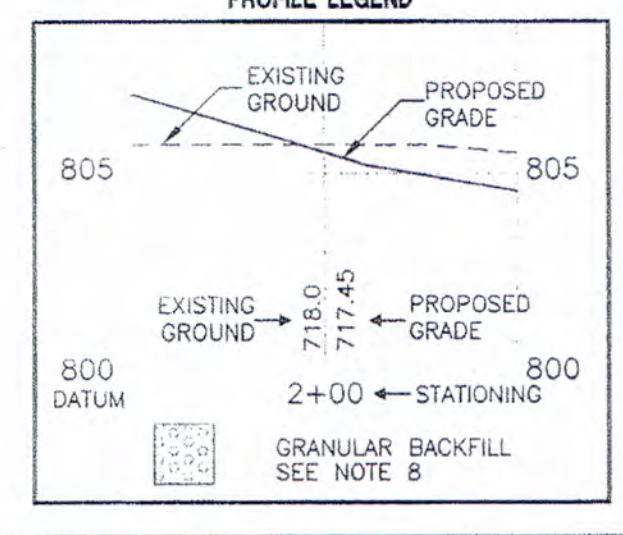 PROFILE LEGEND
EXISTING
GROUND
PROPOSED
GRADE
805
805
EXISTING
GROUND
718.0
717.45
PROPOSED
GRADE
800
DATUM
800
2+00
STATIONING
GRANULAR BACKFILL
SEE NOTE 8